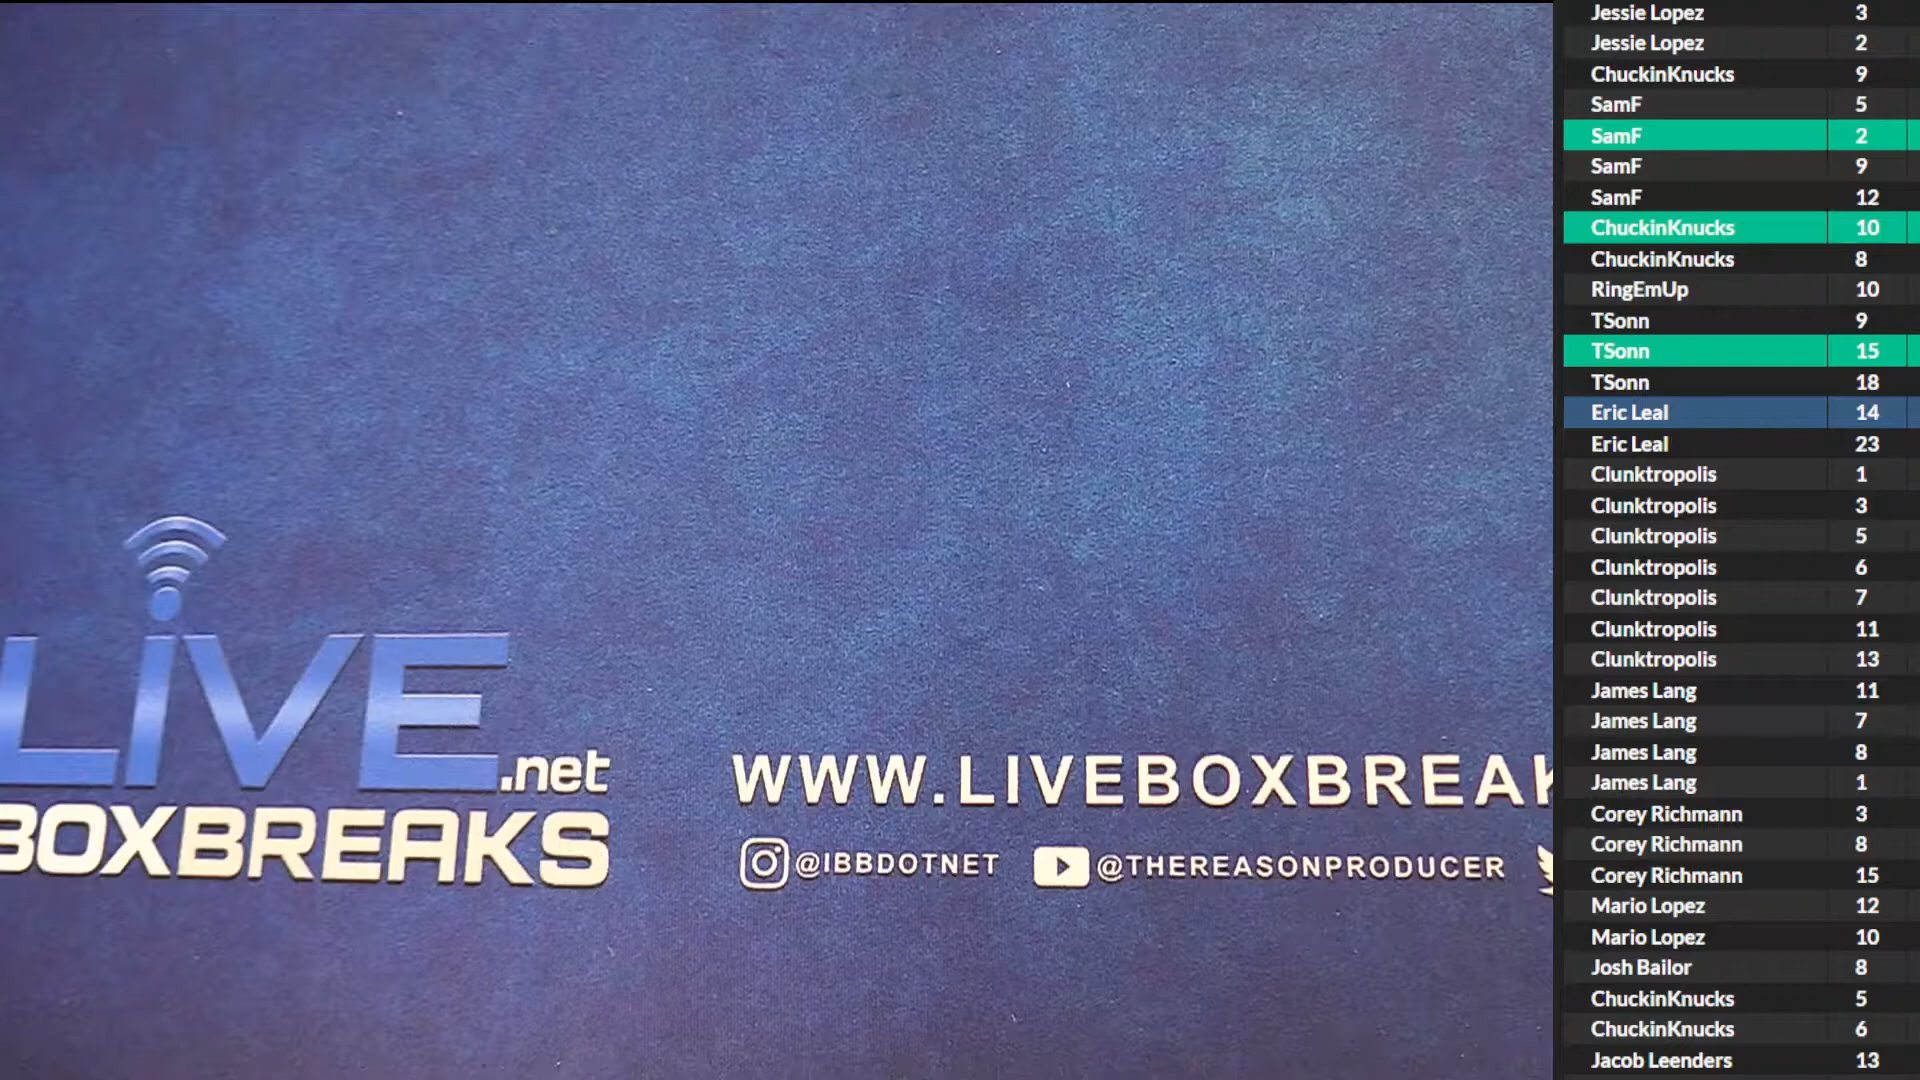 LIVE
.net
BOXBREAKS
WWW.LIVEBOXBREAK
@IBBDOTNET @THEREASONPRODUCER
Jessie Lopez 3
Jessie Lopez 2
ChuckinKnucks 9
SamF 5
SamF 2
SamF 9
SamF 12
ChuckinKnucks 10
ChuckinKnucks 8
RingEmUp 10
TSonn 9
TSonn 15
TSonn 18
Eric Leal 14
Eric Leal 23
Clunktropolis 1
Clunktropolis 3
Clunktropolis 5
Clunktropolis 6
Clunktropolis 7
Clunktropolis 11
Clunktropolis 13
James Lang 11
James Lang 7
James Lang 8
James Lang 1
Corey Richmann 3
Corey Richmann 8
Corey Richmann 15
Mario Lopez 12
Mario Lopez 10
Josh Bailor 8
ChuckinKnucks 5
ChuckinKnucks 6
Jacob Leenders 13